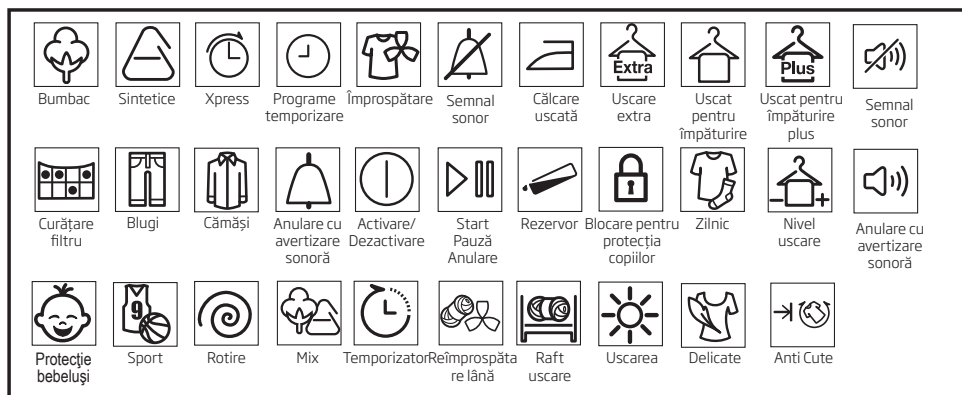 Extra
Plus
Bumbac
Sintetice
Xpress
Programe
temporizare
Împrospătare
Semnal
sonor
Călcare
uscată
Uscare
extra
Uscat
pentru
împăturire
Uscat pentru
împăturire
plus
Semnal
sonor
Curățare
filtru
Blugi
Cămăși
Anulare cu
avertizare
sonoră
Activare/
Dezactivare
Start
Pauză
Anulare
Rezervor
Blocare pentru
protecția
copiilor
Zilnic
Nivel
uscare
Anulare cu
avertizare
sonoră
9
Protecţie
bebeluşi
Sport
Rotire
Mix
Temporizator
Reîmprospăta
re lână
Raft
uscare
Uscarea
Delicate
Anti Cute